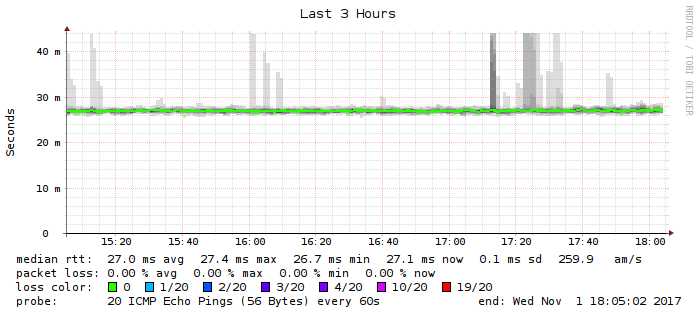 Last 3 Hours
RRDTOOL / TOBI OETIKER
Seconds
40 m
30 m
20 m
10 m
0
15:20 15:40 16:00 16:20 16:40 17:00 17:20 17:40 18:00
median rtt: 27.0 ms avg 27.4 ms max 26.7 ms min 27.1 ms now 0.1 ms sd 259.9 am/s
packet loss: 0.00 % avg 0.00 % max 0.00 % min 0.00 % now
loss color: 0 1/20 2/20 3/20 4/20 10/20 19/20
probe: 20 ICMP Echo Pings (56 Bytes) every 60s end: Wed Nov 1 18:05:02 2017